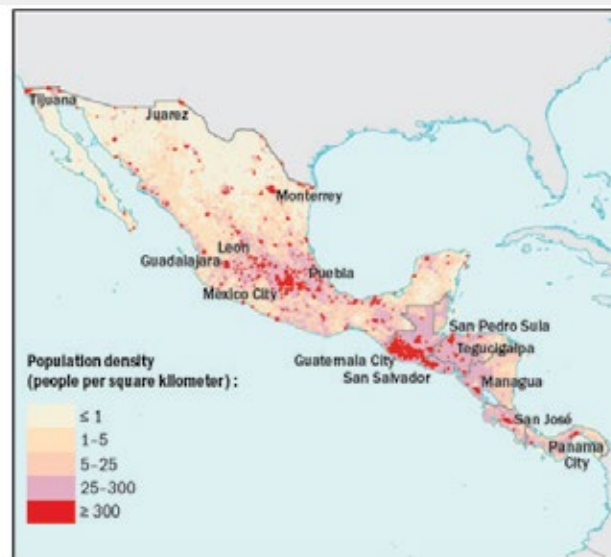 Tijuana
Juarez
Monterrey
Leon
Guadalajara
Puebla
Mexico City
San Pedro Sula
Tegucigalpa
Guatemala City
San Salvador
Managua
San José
Panama
City
Population density
(people per square kilometer) :
≤ 1
1–5
5–25
25–300
≥ 300